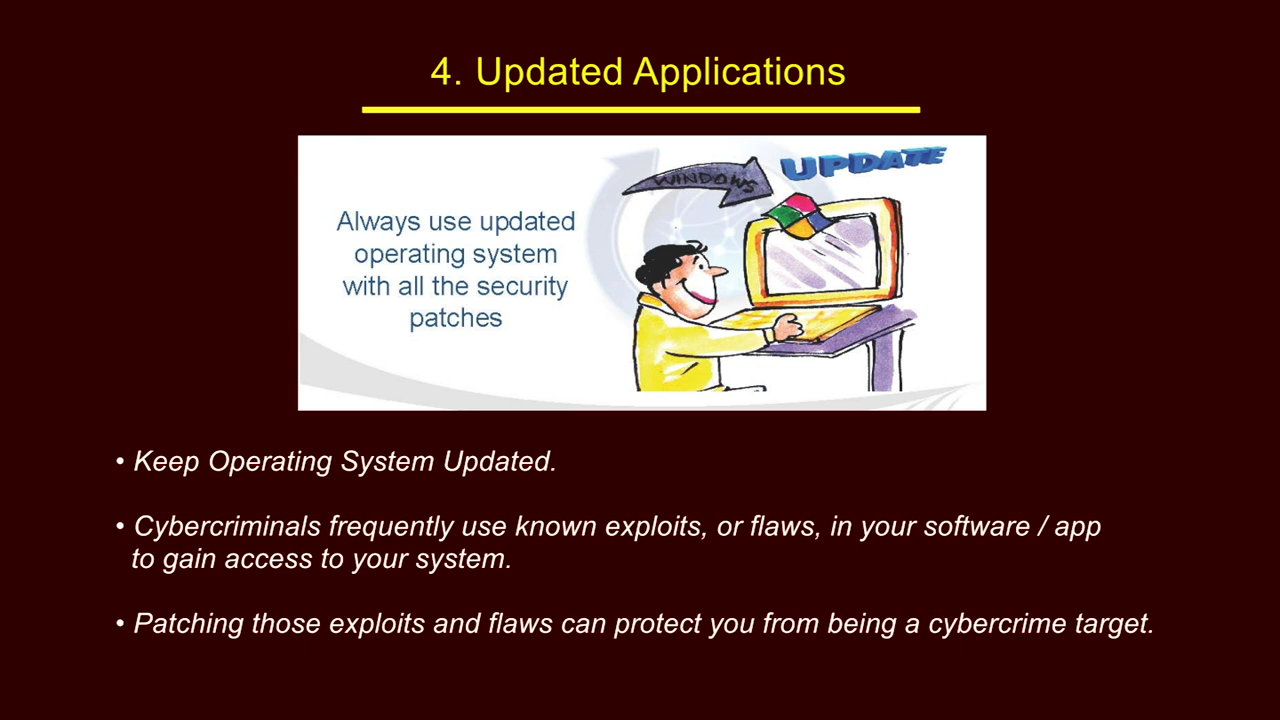 4. Updated Applications
UPDATE
WINDOWS
Always use updated
operating system
with all the security
patches
• Keep Operating System Updated.
• Cybercriminals frequently use known exploits, or flaws, in your software / app
to gain access to your system.
• Patching those exploits and flaws can protect you from being a cybercrime target.